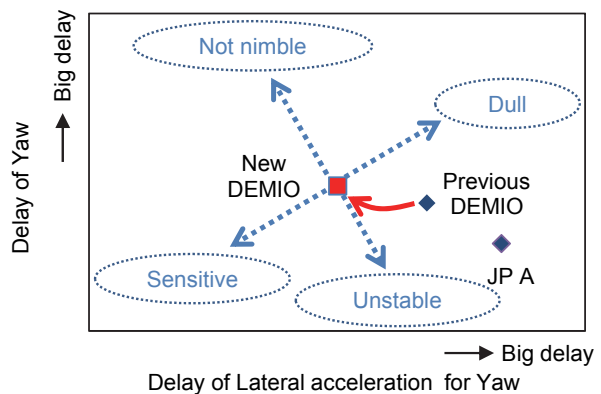 Not nimble
Dull
New
DEMIO
Previous
DEMIO
JP A
Sensitive
Unstable
Delay of Yaw
Big delay
Big delay
Delay of Lateral acceleration for Yaw